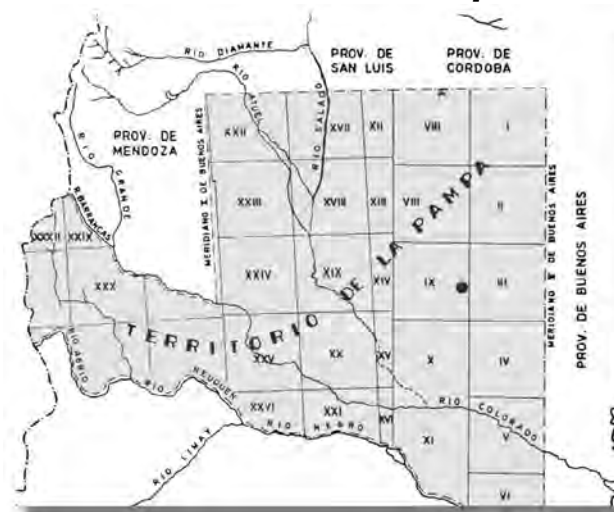 RIO DIAMANTE
PROV. DE
SAN LUIS
PROV. DE
CORDOBA
RIO ATUEL
RIO SALADO
PROV. DE
MENDOZA
RIO GRANDE
R. BARRANCAS
MERIDIANO X DE BUENOS AIRES
XXII
XVII
XII
VIII
I
XXIII
XVIII
XIII
VIII
II
XXIV
XIX
XIV
IX
III
XXXII
XXIX
XXX
XXV
XX
XV
X
IV
XXVI
XXI
XVI
XI
V
VI
TERRITORIO DE LA PAMPA
MERIDIANO V DE BUENOS AIRES
PROV. DE BUENOS AIRES
RIO AGRIO
RIO NEUQUEN
RIO LIMAY
RIO NEGRO
RIO COLORADO